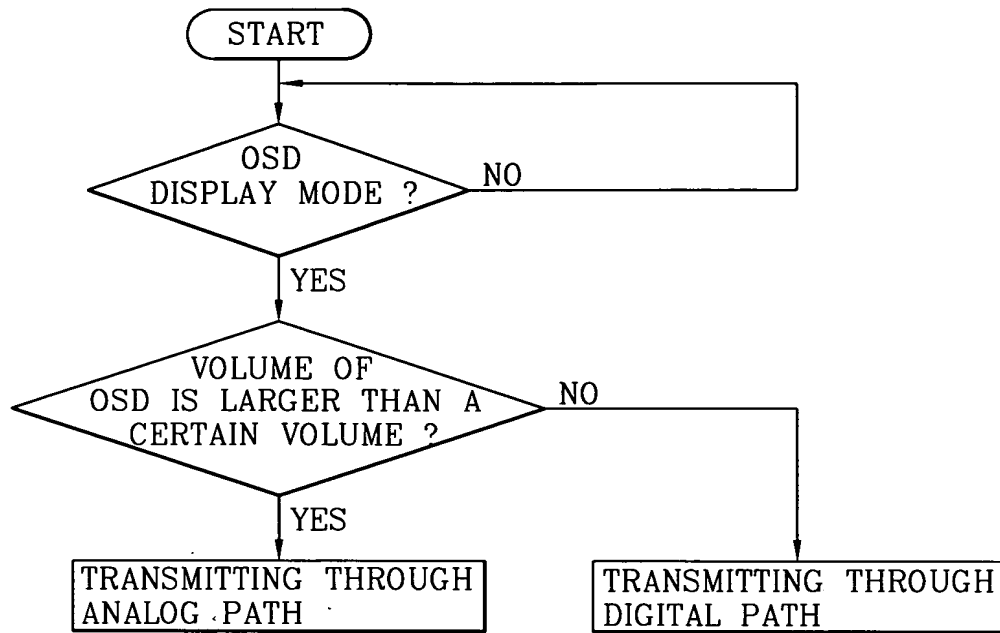 START
OSD
DISPLAY MODE ?
NO
YES
VOLUME OF
OSD IS LARGER THAN A
CERTAIN VOLUME ?
NO
YES
TRANSMITTING THROUGH
ANALOG PATH
TRANSMITTING THROUGH
DIGITAL PATH